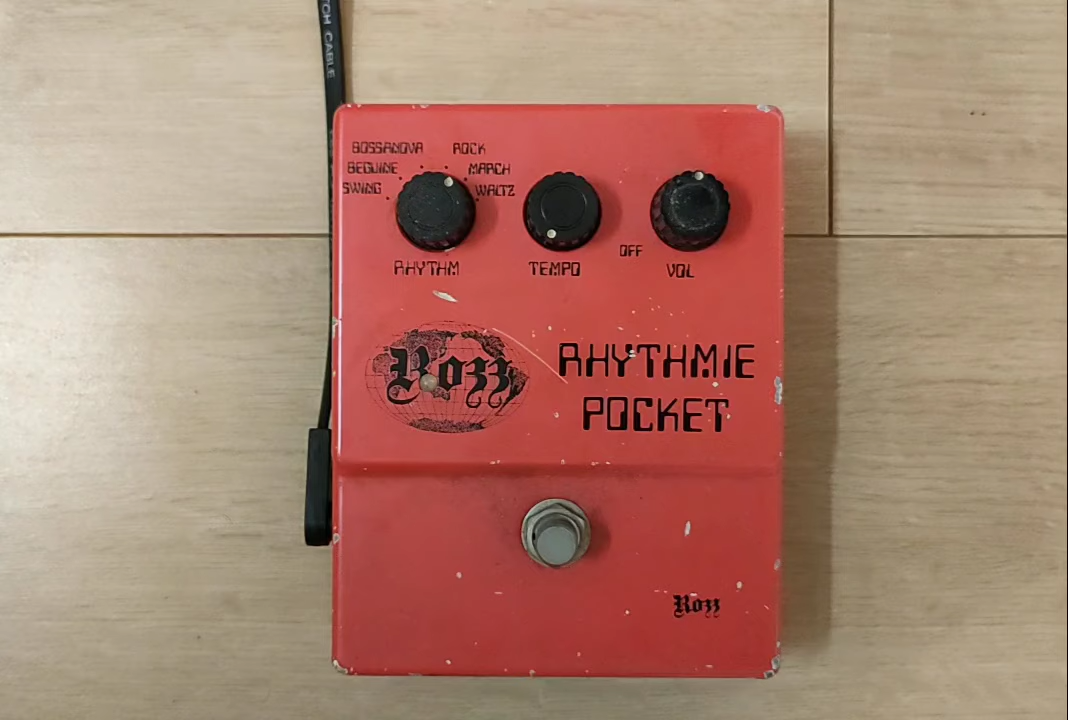 TCH CABLE
BOSSANOVA ROCK
BEGUINE MARCH
SWING WALTZ
OFF
RHYTHM TEMPO VOL
Rozz RHYTHMIE
POCKET
Rozz